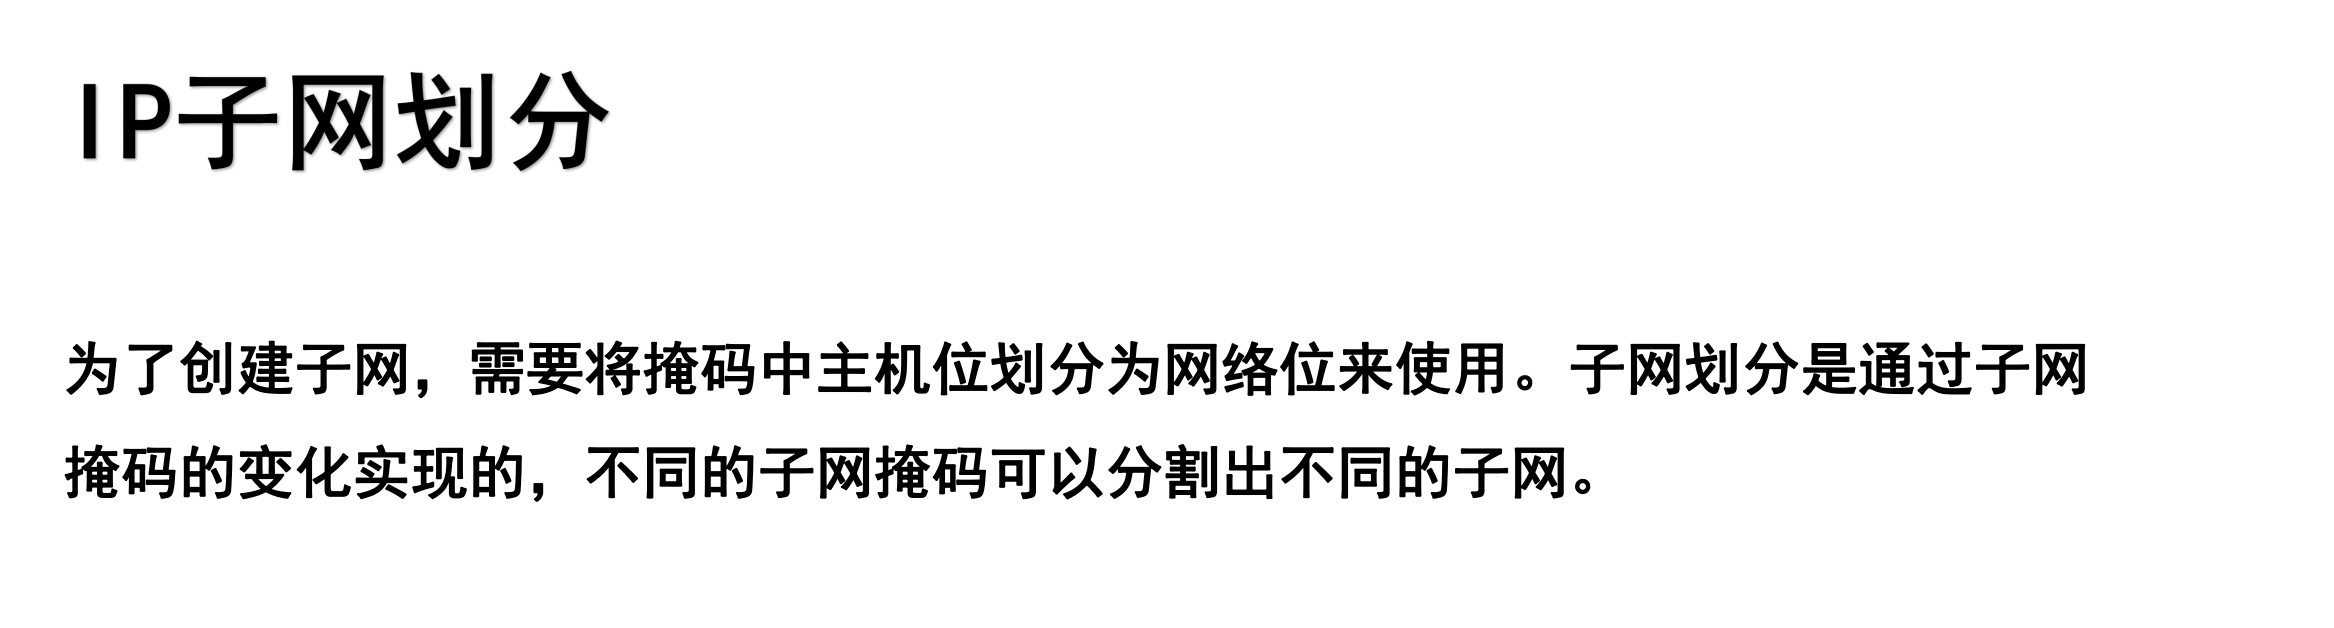 IP子网划分
为了创建子网，需要将掩码中主机位划分为网络位来使用。子网划分是通过子网
掩码的变化实现的，不同的子网掩码可以分割出不同的子网。